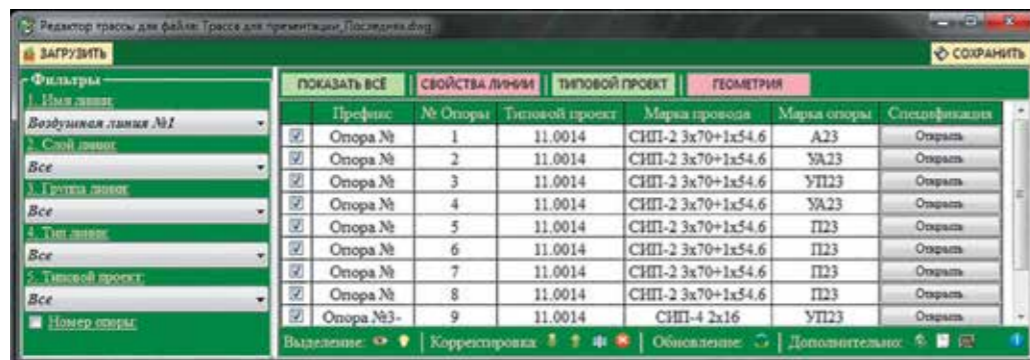 Редактор трассы для файла: Трасса для презентации_Последняя.dwg
ЗАГРУЗИТЬ
СОХРАНИТЬ
Фильтры
1. Имя линии:
Воздушная линия №1
2. Слой линии:
Все
3. Группа линии:
Все
4. Тип линии:
Все
5. Типовой проект:
Все
Номер опоры:
ПОКАЗАТЬ ВСЁ СВОЙСТВА ЛИНИИ ТИПОВОЙ ПРОЕКТ ГЕОМЕТРИЯ
Префикс № Опоры Типовой проект Марка провода Марка опоры Спецификация
Опора № 1 11.0014 СИП-2 3х70+1х54.6 А23 Открыть
Опора № 2 11.0014 СИП-2 3х70+1х54.6 УА23 Открыть
Опора № 3 11.0014 СИП-2 3х70+1х54.6 УП23 Открыть
Опора № 4 11.0014 СИП-2 3х70+1х54.6 УА23 Открыть
Опора № 5 11.0014 СИП-2 3х70+1х54.6 П23 Открыть
Опора № 6 11.0014 СИП-2 3х70+1х54.6 П23 Открыть
Опора № 7 11.0014 СИП-2 3х70+1х54.6 П23 Открыть
Опора № 8 11.0014 СИП-2 3х70+1х54.6 П23 Открыть
Опора №3- 9 11.0014 СИП-4 2х16 УП23 Открыть
Выделение: Корректировка: Обновление: Дополнительно: